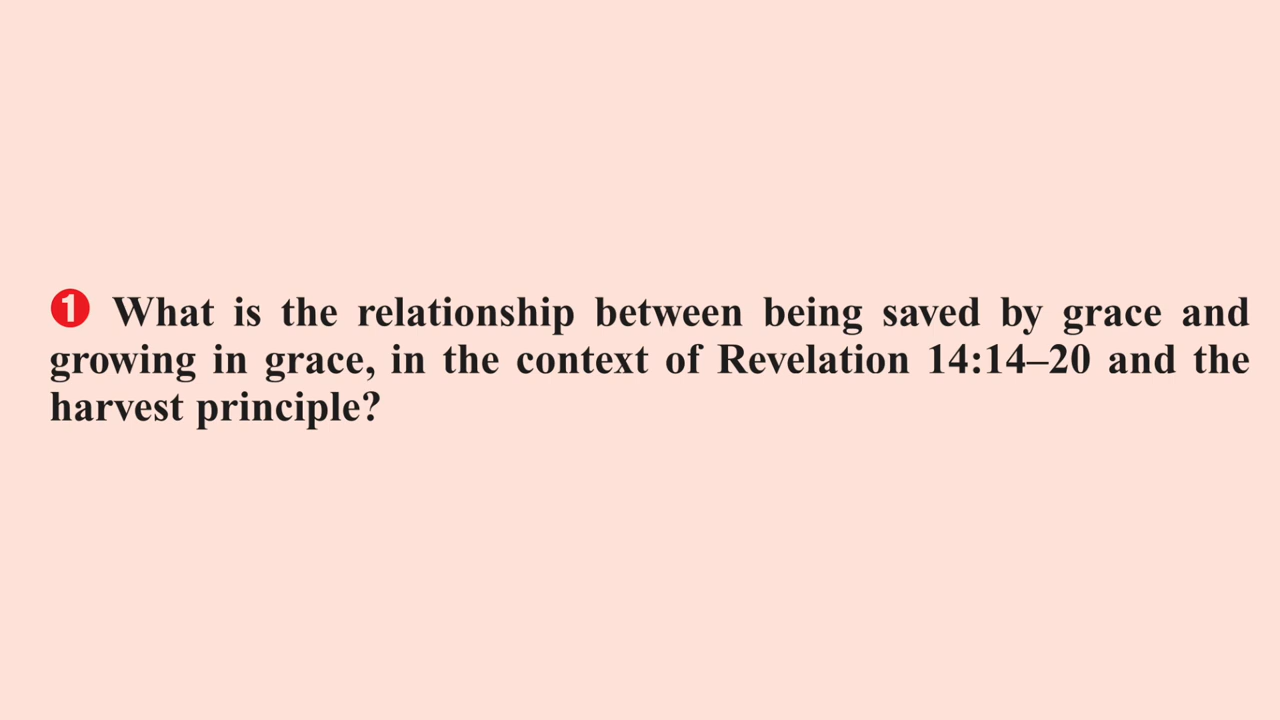 ❶ What is the relationship between being saved by grace and
growing in grace, in the context of Revelation 14:14–20 and the
harvest principle?